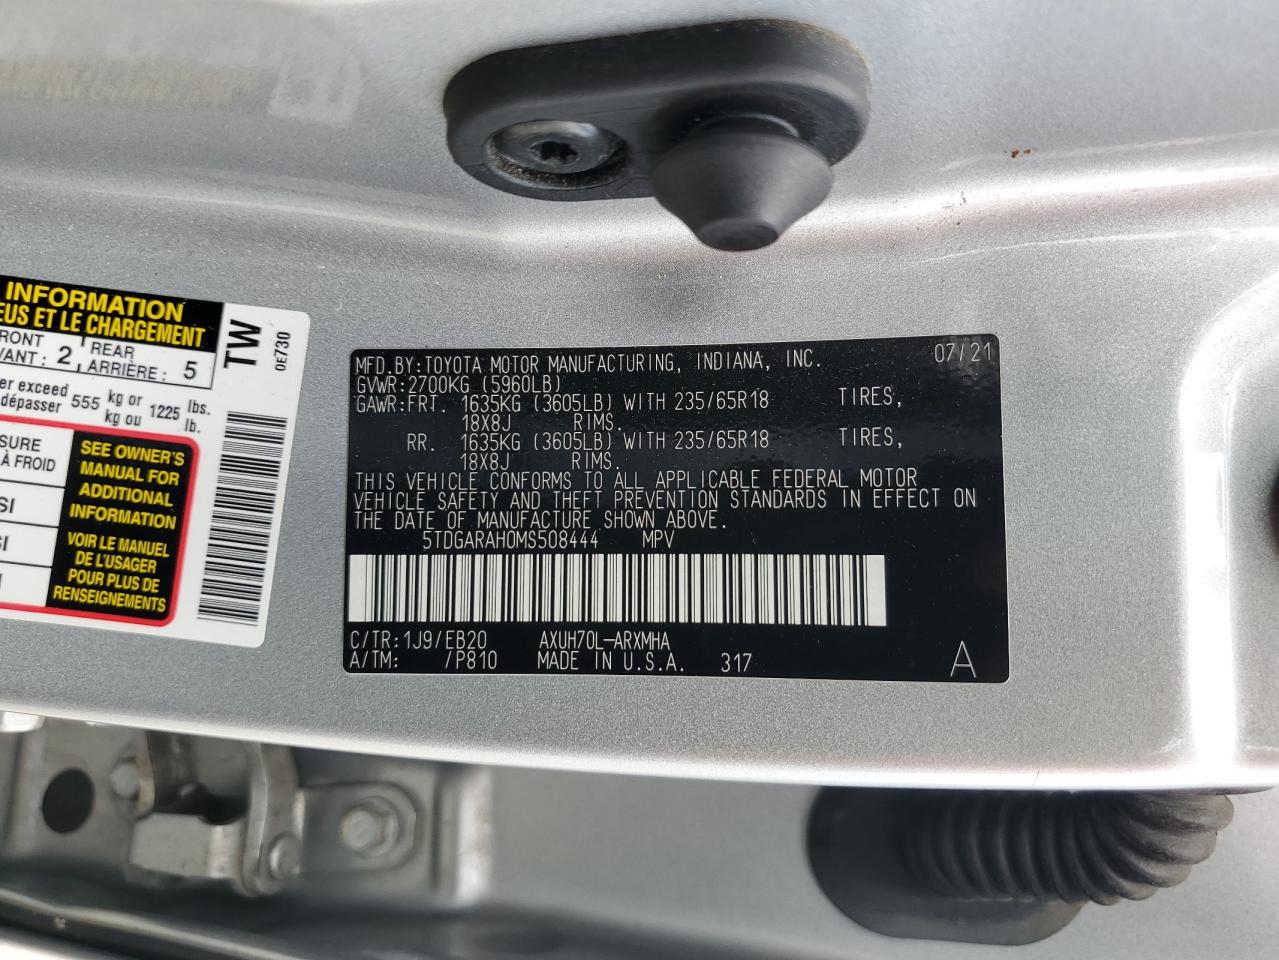 INFORMATION
EUS ET LE CHARGEMENT
RONT
VANT: 2
REAR
ARRIÈRE: 5
er exceed
dépasser 555 kg or
kg ou 1225 lbs.
lb.
SURE
À FROID
SEE OWNER'S
MANUAL FOR
ADDITIONAL
INFORMATION
VOIR LE MANUEL
DE L'USAGER
POUR PLUS DE
RENSEIGNEMENTS
TW
0E730
MFD.BY:TOYOTA MOTOR MANUFACTURING, INDIANA, INC. 07/21
GVWR:2700KG (5960LB)
GAWR:FRT. 1635KG (3605LB) WITH 235/65R18 TIRES,
18X8J RIMS.
RR. 1635KG (3605LB) WITH 235/65R18 TIRES,
18X8J RIMS.
THIS VEHICLE CONFORMS TO ALL APPLICABLE FEDERAL MOTOR
VEHICLE SAFETY AND THEFT PREVENTION STANDARDS IN EFFECT ON
THE DATE OF MANUFACTURE SHOWN ABOVE.
5TDGARAH0MS508444 MPV
C/TR:1J9/EB20 AXUH70L-ARXMHA
A/TM: /P810 MADE IN U.S.A. 317 A